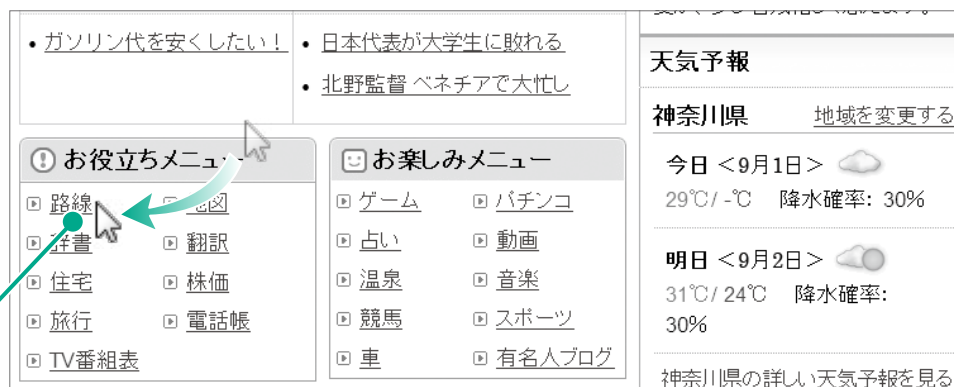 ・ガソリン代を安くしたい！
・日本代表が大学生に敗れる
・北野監督 ベネチアで大忙し
お役立ちメニュー
路線
地図
辞書
翻訳
住宅
株価
旅行
電話帳
TV番組表
お楽しみメニュー
ゲーム
パチンコ
占い
動画
温泉
音楽
競馬
スポーツ
車
有名人ブログ
天気予報
神奈川県 地域を変更する
今日 <9月1日>
29℃/ -℃ 降水確率: 30%
明日 <9月2日>
31℃/ 24℃ 降水確率:
30%
神奈川県の詳しい天気予報を見る